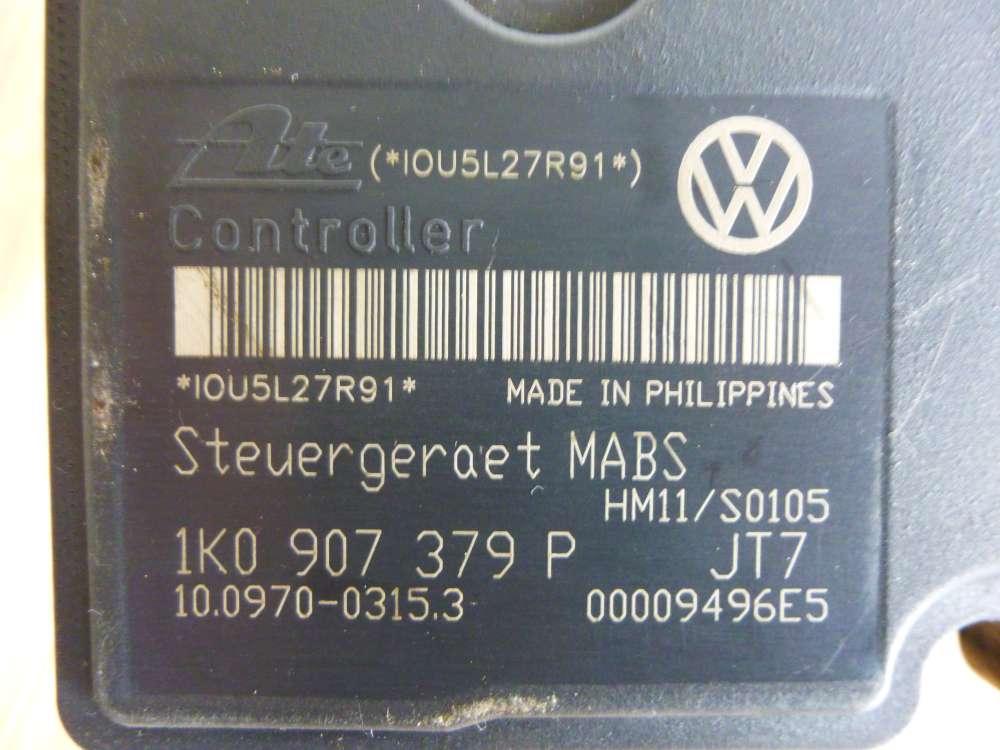 Ate (*IOU5L27R91*)
Controller
*IOU5L27R91* MADE IN PHILIPPINES
Steuergeraet MABS
HM11/S0105
1K0 907 379 P JT7
10.0970-0315.3 00009496E5